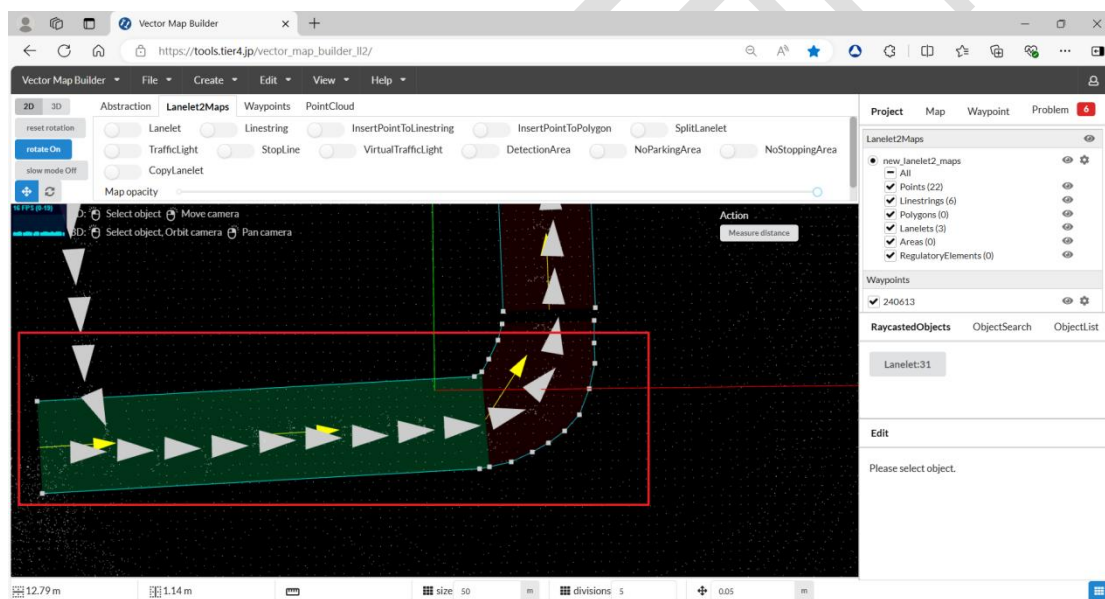 Vector Map Builder
https://tools.tier4.jp/vector_map_builder_ll2/
Vector Map Builder File Create Edit View Help
2D 3D
reset rotation
rotate On
slow mode Off
Abstraction Lanelet2Maps Waypoints PointCloud
Lanelet Linestring InsertPointToLinestring InsertPointToPolygon SplitLanelet
TrafficLight StopLine VirtualTrafficLight DetectionArea NoParkingArea NoStoppingArea
CopyLanelet
Map opacity
16 FPS (0-19)
D: Select object Move camera
3D: Select object, Orbit camera Pan camera
Action
Measure distance
Project Map Waypoint Problem 6
Lanelet2Maps
new_lanelet2_maps
All
Points (22)
Linestrings (6)
Polygons (0)
Lanelets (3)
Areas (0)
RegulatoryElements (0)
Waypoints
240613
RaycastedObjects ObjectSearch ObjectList
Lanelet:31
Edit
Please select object.
12.79 m 1.14 m size 50 m divisions 5 0.05 m